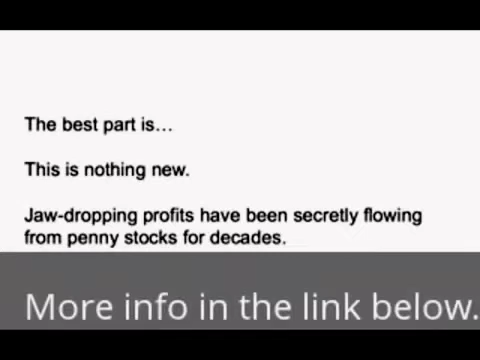 The best part is…
This is nothing new.
Jaw-dropping profits have been secretly flowing
from penny stocks for decades.
More info in the link below.